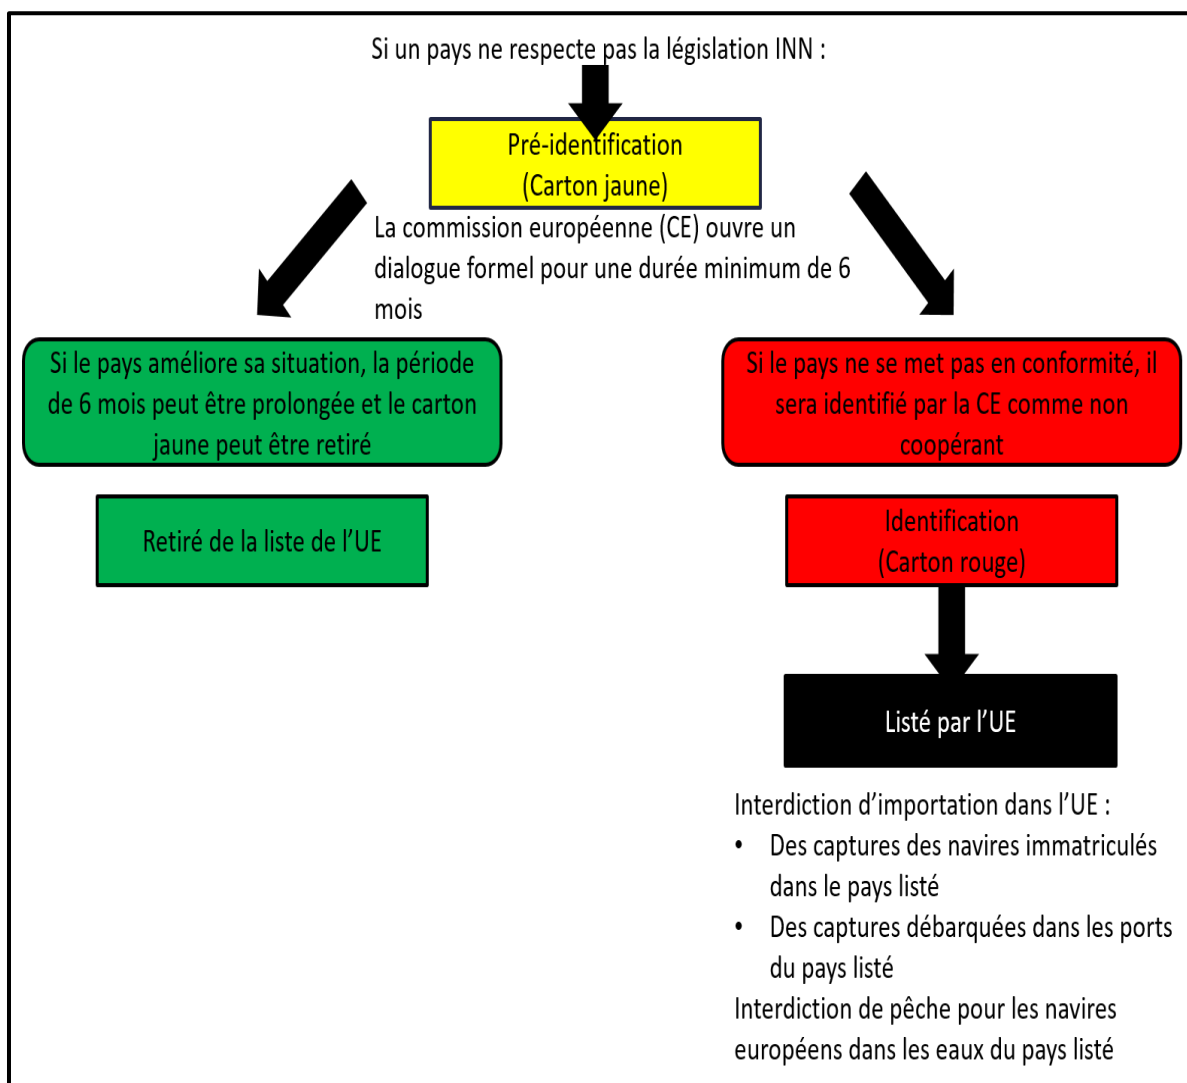 Si un pays ne respecte pas la législation INN :
Pré-identification
(Carton jaune)
La commission européenne (CE) ouvre un
dialogue formel pour une durée minimum de 6
mois
Si le pays améliore sa situation, la période
de 6 mois peut être prolongée et le carton
jaune peut être retiré
Retiré de la liste de l’UE
Si le pays ne se met pas en conformité, il
sera identifié par la CE comme non
coopérant
Identification
(Carton rouge)
Listé par l’UE
Interdiction d’importation dans l’UE :
• Des captures des navires immatriculés
dans le pays listé
• Des captures débarquées dans les ports
du pays listé
Interdiction de pêche pour les navires
européens dans les eaux du pays listé